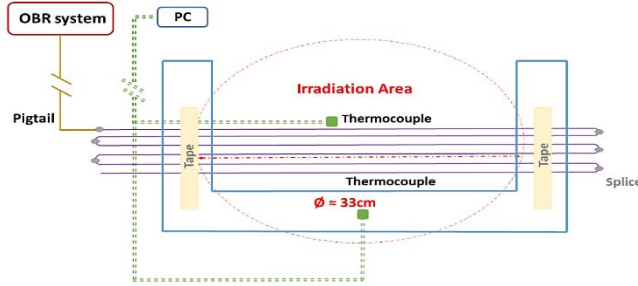 OBR system
PC
Irradiation Area
Pigtail
Thermocouple
Tape
Tape
Thermocouple
Splice
Ø ≈ 33cm